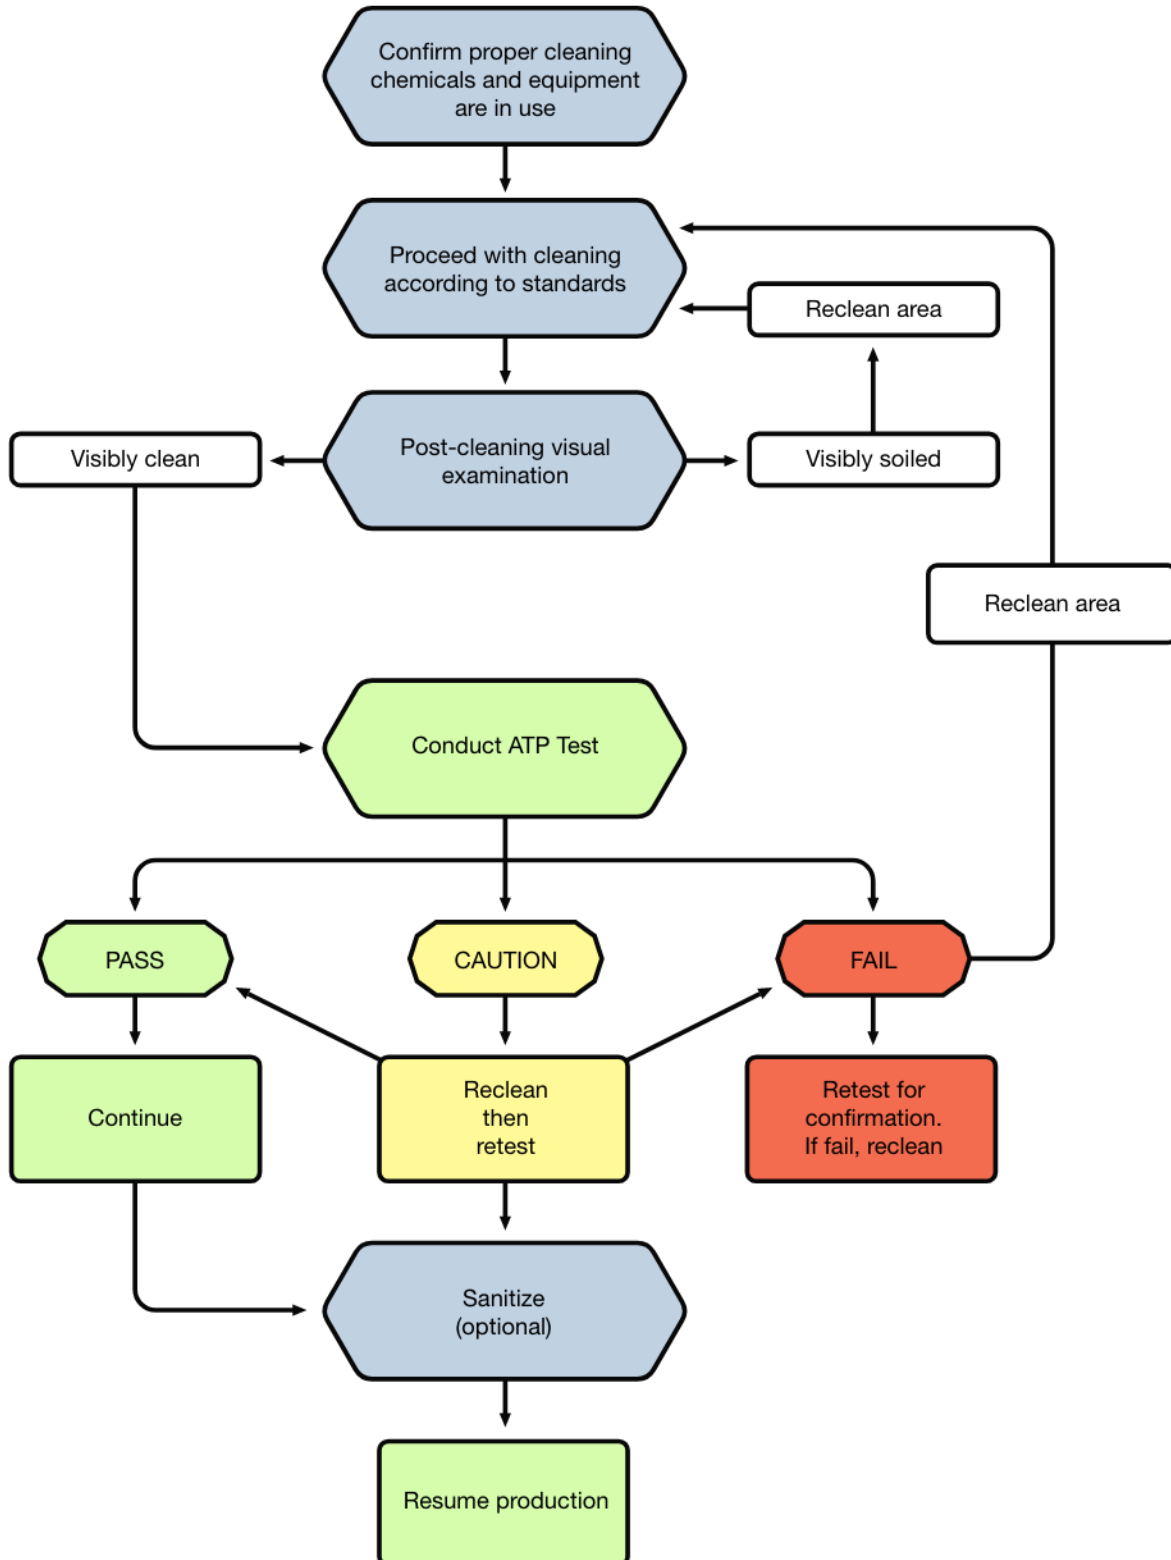 Confirm proper cleaning
chemicals and equipment
are in use
Proceed with cleaning
according to standards
Reclean area
Post-cleaning visual
examination
Visibly clean
Visibly soiled
Reclean area
Conduct ATP Test
PASS
CAUTION
FAIL
Continue
Reclean
then
retest
Retest for
confirmation.
If fail, reclean
Sanitize
(optional)
Resume production